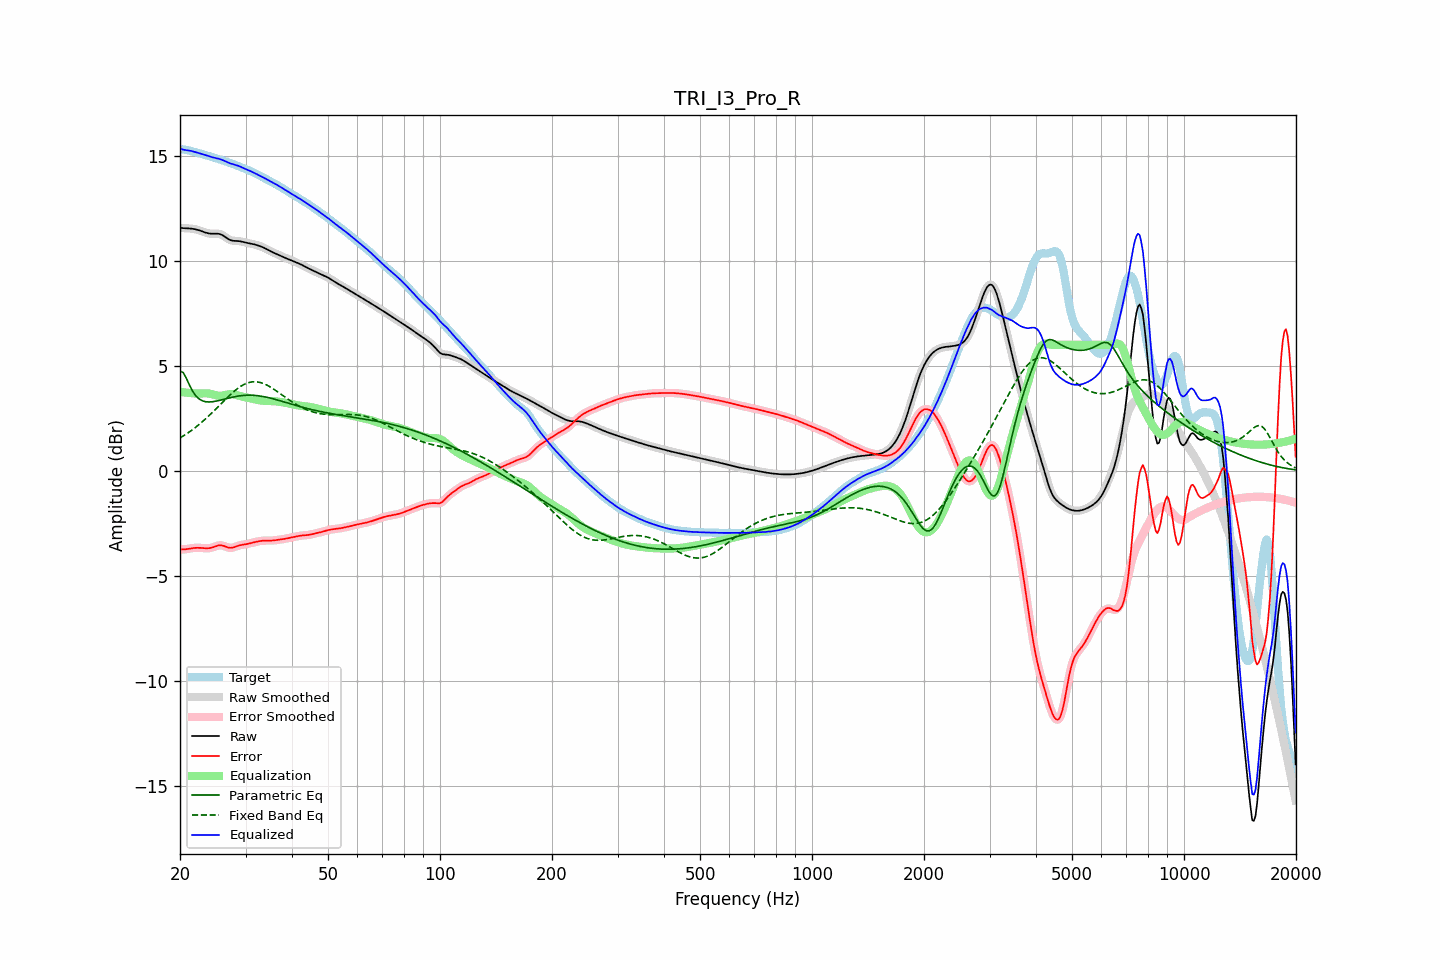 TRI_I3_Pro_R
Amplitude (dBr)
15
10
5
0
−5
−10
−15
Target
Raw Smoothed
Error Smoothed
Raw
Error
Equalization
Parametric Eq
Fixed Band Eq
Equalized
20 50 100 200 500 1000 2000 5000 10000 20000
Frequency (Hz)